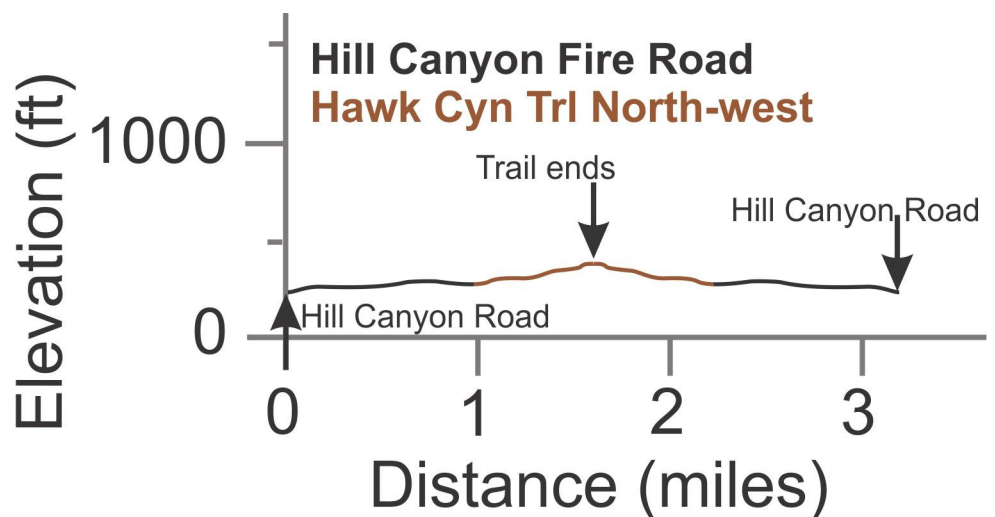 Hill Canyon Fire Road
Hawk Cyn Trl North-west
Elevation (ft)
1000
0
Trail ends
Hill Canyon Road
Hill Canyon Road
0 1 2 3
Distance (miles)